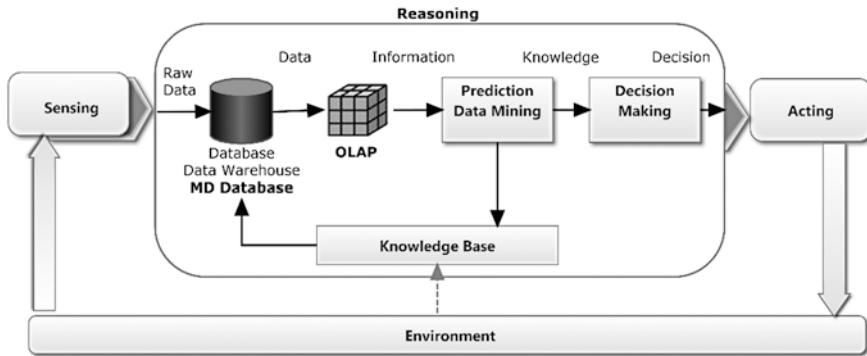 Reasoning
Raw
Data
Data
Information
Knowledge
Decision
Sensing
Prediction
Data Mining
Decision
Making
Acting
Database
Data Warehouse
MD Database
OLAP
Knowledge Base
Environment